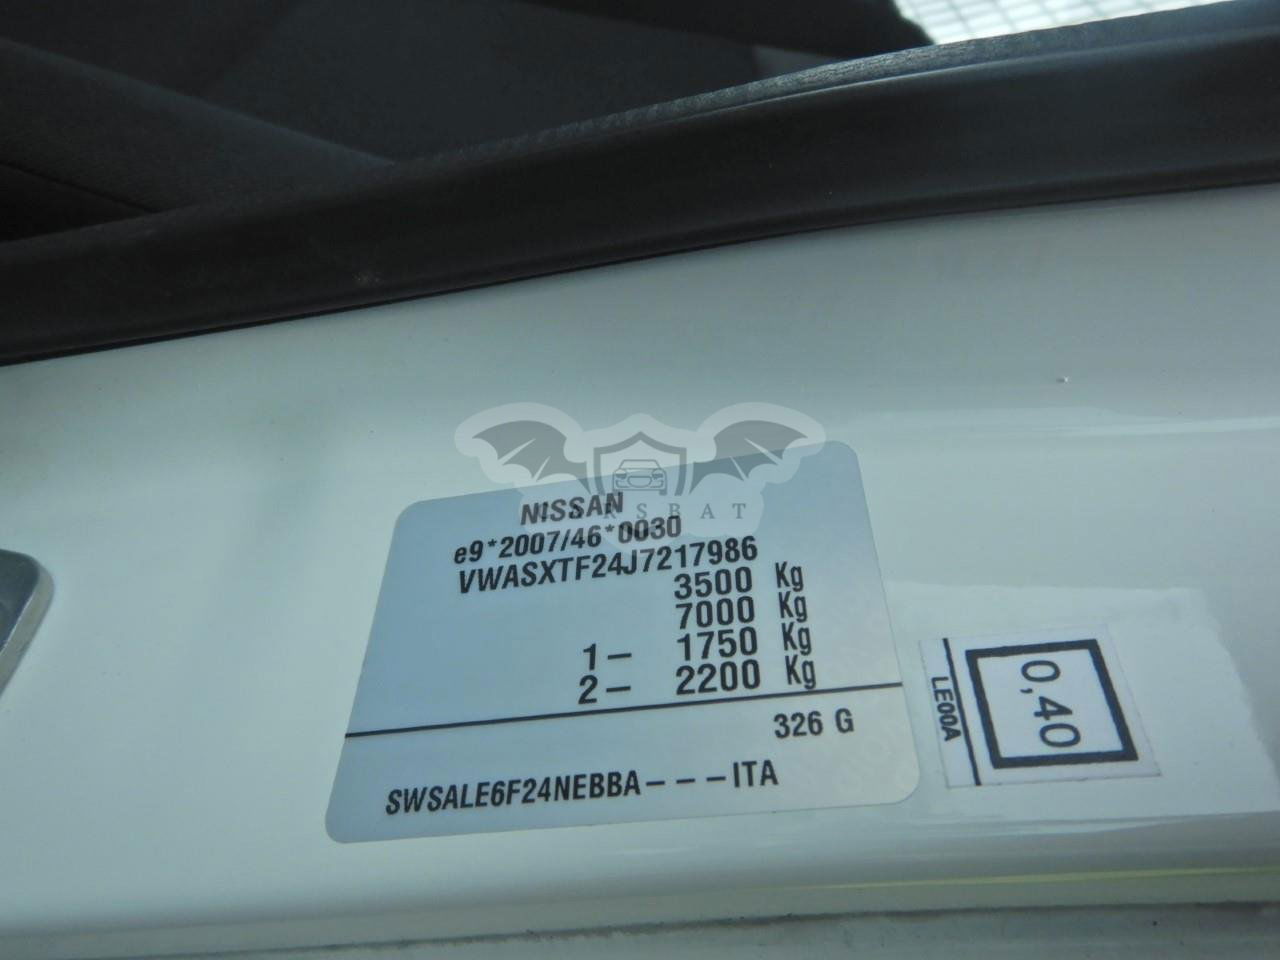 NISSAN
CARSBAT
e9*2007/46*0030
VWASXTF24J7217986
3500 Kg
7000 Kg
1– 1750 Kg
2– 2200 Kg
326 G
SWSALE6F24NEBBA–––ITA
LE00A
0,40